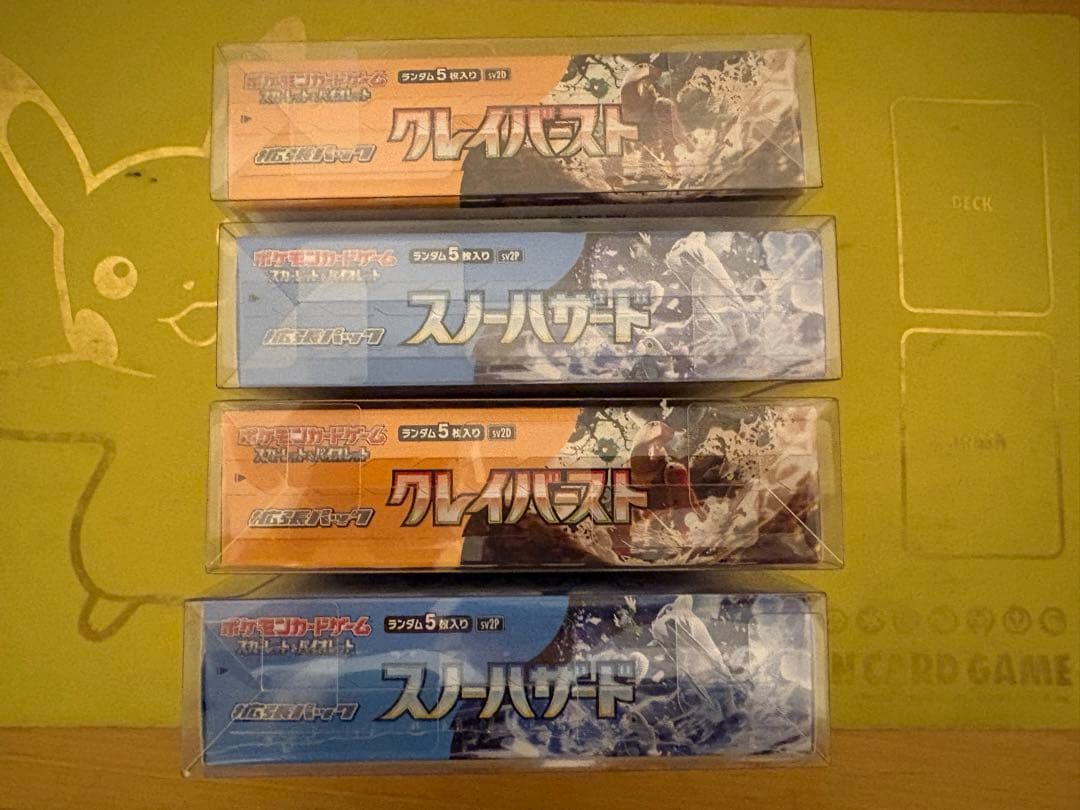 ポケモンカードゲーム
スカーレット&バイオレット
ランダム5枚入り sv2D
拡張パック
クレイバースト
ポケモンカードゲーム
スカーレット&バイオレット
ランダム5枚入り sv2P
拡張パック
スノーハザード
ポケモンカードゲーム
スカーレット&バイオレット
ランダム5枚入り sv2D
拡張パック
クレイバースト
ポケモンカードゲーム
スカーレット&バイオレット
ランダム5枚入り sv2P
拡張パック
スノーハザード
DECK
CARD GAME